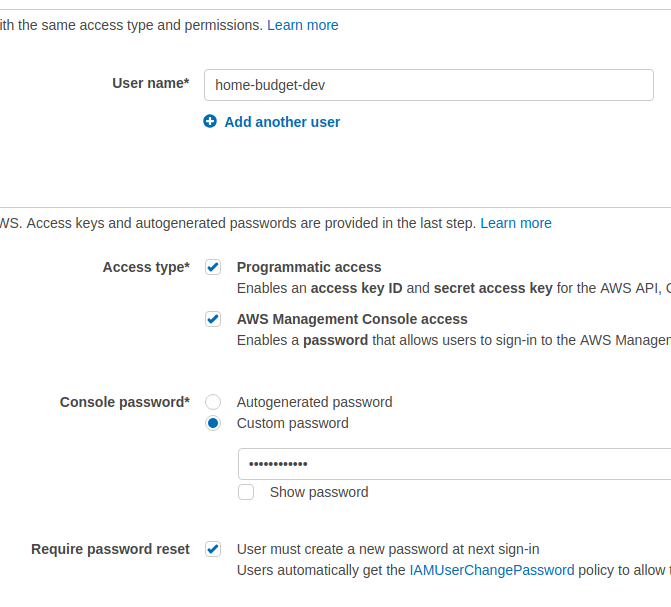 ith the same access type and permissions. Learn more
User name* home-budget-dev
Add another user
WS. Access keys and autogenerated passwords are provided in the last step. Learn more
Access type* Programmatic access
Enables an access key ID and secret access key for the AWS API,
AWS Management Console access
Enables a password that allows users to sign-in to the AWS Manager
Console password* Autogenerated password
Custom password
••••••••••••
Show password
Require password reset User must create a new password at next sign-in
Users automatically get the IAMUserChangePassword policy to allow